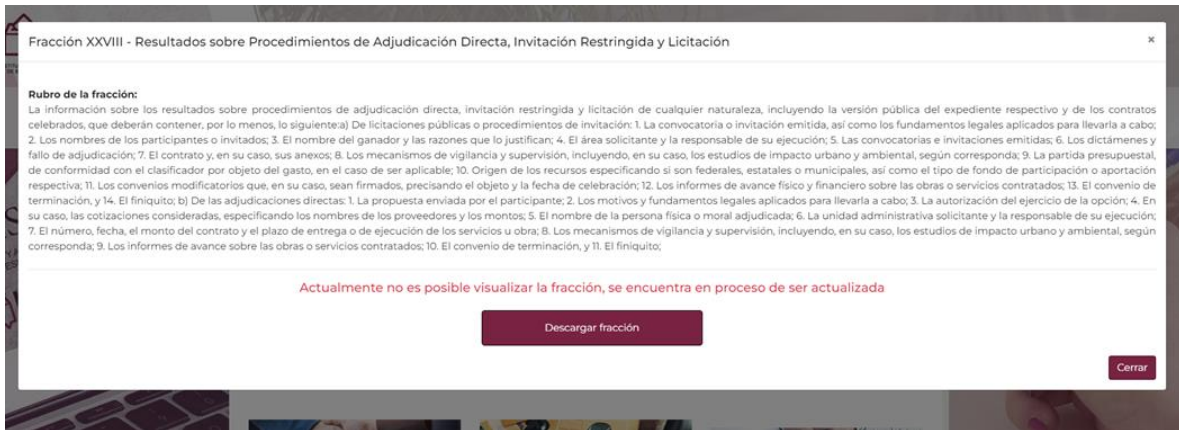 Fracción XXVIII - Resultados sobre Procedimientos de Adjudicación Directa, Invitación Restringida y Licitación
×
Rubro de la fracción:
La información sobre los resultados sobre procedimientos de adjudicación directa, invitación restringida y licitación de cualquier naturaleza, incluyendo la versión pública del expediente respectivo y de los contratos
celebrados, que deberán contener, por lo menos, lo siguiente:a) De licitaciones públicas o procedimientos de invitación: 1. La convocatoria o invitación emitida, así como los fundamentos legales aplicados para llevarla a cabo;
2. Los nombres de los participantes o invitados; 3. El nombre del ganador y las razones que lo justifican; 4. El área solicitante y la responsable de su ejecución; 5. Las convocatorias e invitaciones emitidas; 6. Los dictámenes y
fallo de adjudicación; 7. El contrato y, en su caso, sus anexos; 8. Los mecanismos de vigilancia y supervisión, incluyendo, en su caso, los estudios de impacto urbano y ambiental, según corresponda; 9. La partida presupuestal,
de conformidad con el clasificador por objeto del gasto, en el caso de ser aplicable; 10. Origen de los recursos especificando si son federales, estatales o municipales, así como el tipo de fondo de participación o aportación
respectiva; 11. Los convenios modificatorios que, en su caso, sean firmados, precisando el objeto y la fecha de celebración; 12. Los informes de avance físico y financiero sobre las obras o servicios contratados; 13. El convenio de
terminación, y 14. El finiquito; b) De las adjudicaciones directas: 1. La propuesta enviada por el participante; 2. Los motivos y fundamentos legales aplicados para llevarla a cabo; 3. La autorización del ejercicio de la opción; 4. En
su caso, las cotizaciones consideradas, especificando los nombres de los proveedores y los montos; 5. El nombre de la persona física o moral adjudicada; 6. La unidad administrativa solicitante y la responsable de su ejecución;
7. El número, fecha, el monto del contrato y el plazo de entrega o de ejecución de los servicios u obra; 8. Los mecanismos de vigilancia y supervisión, incluyendo, en su caso, los estudios de impacto urbano y ambiental, según
corresponda; 9. Los informes de avance sobre las obras o servicios contratados; 10. El convenio de terminación, y 11. El finiquito;
Actualmente no es posible visualizar la fracción, se encuentra en proceso de ser actualizada
Descargar fracción
Cerrar